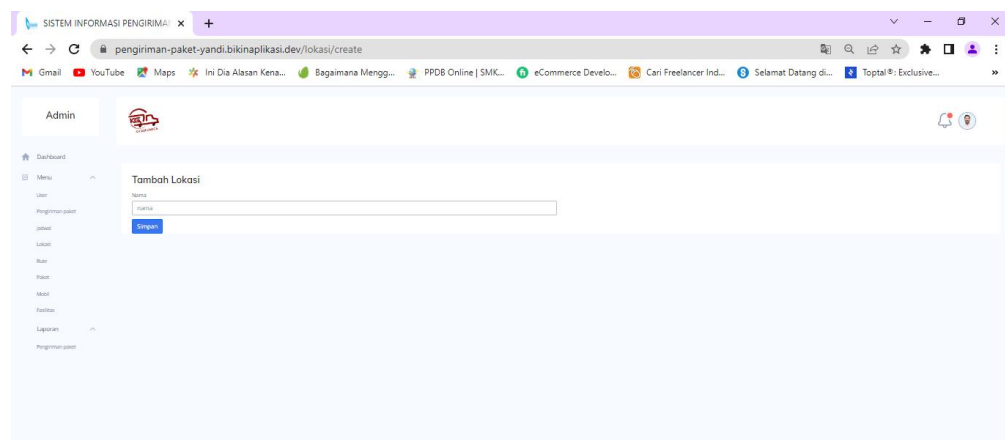 SISTEM INFORMASI PENGIRIMA
pengiriman-paket-yandi.bikinaplikasi.dev/lokasi/create
Gmail YouTube Maps Ini Dia Alasan Kena... Bagaimana Mengg... PPDB Online | SMK... eCommerce Develo... Cari Freelancer Ind... Selamat Datang di... Toptal®: Exclusive... »
Admin
Dashboard
Menu
User
Pengiriman paket
Jadwal
Lokasi
Rute
Paket
Mobil
Fasilitas
Laporan
Pengiriman paket
Tambah Lokasi
Nama
nama
Simpan